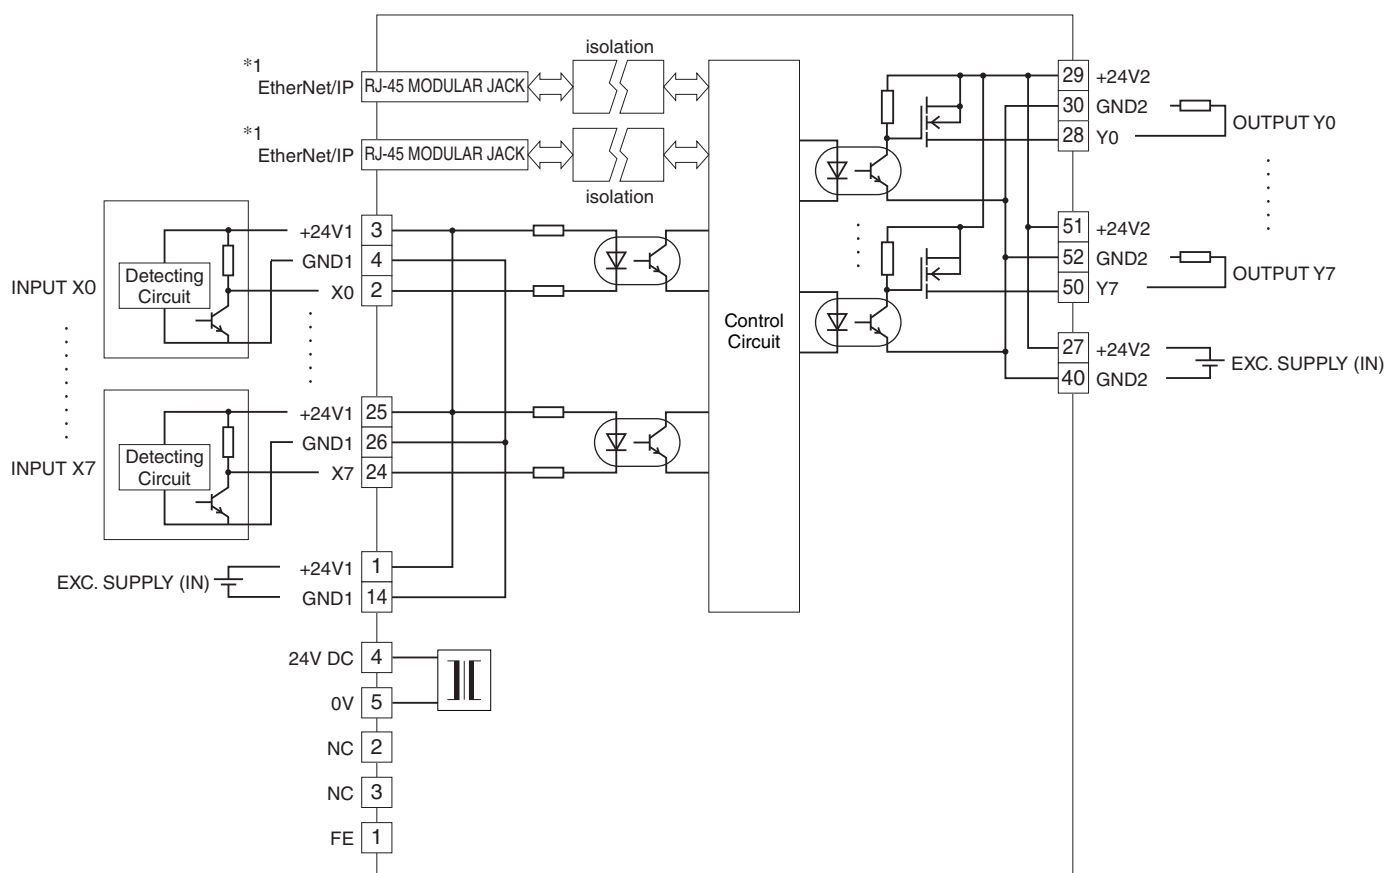 isolation
*1
EtherNet/IP RJ-45 MODULAR JACK
*1
EtherNet/IP RJ-45 MODULAR JACK
isolation
INPUT X0
Detecting
Circuit
+24V1 3
GND1 4
X0 2
INPUT X7
Detecting
Circuit
+24V1 25
GND1 26
X7 24
EXC. SUPPLY (IN)
+24V1 1
GND1 14
24V DC 4
0V 5
NC 2
NC 3
FE 1
Control
Circuit
29 +24V2
30 GND2
28 Y0
OUTPUT Y0
51 +24V2
52 GND2
50 Y7
OUTPUT Y7
27 +24V2
40 GND2
EXC. SUPPLY (IN)